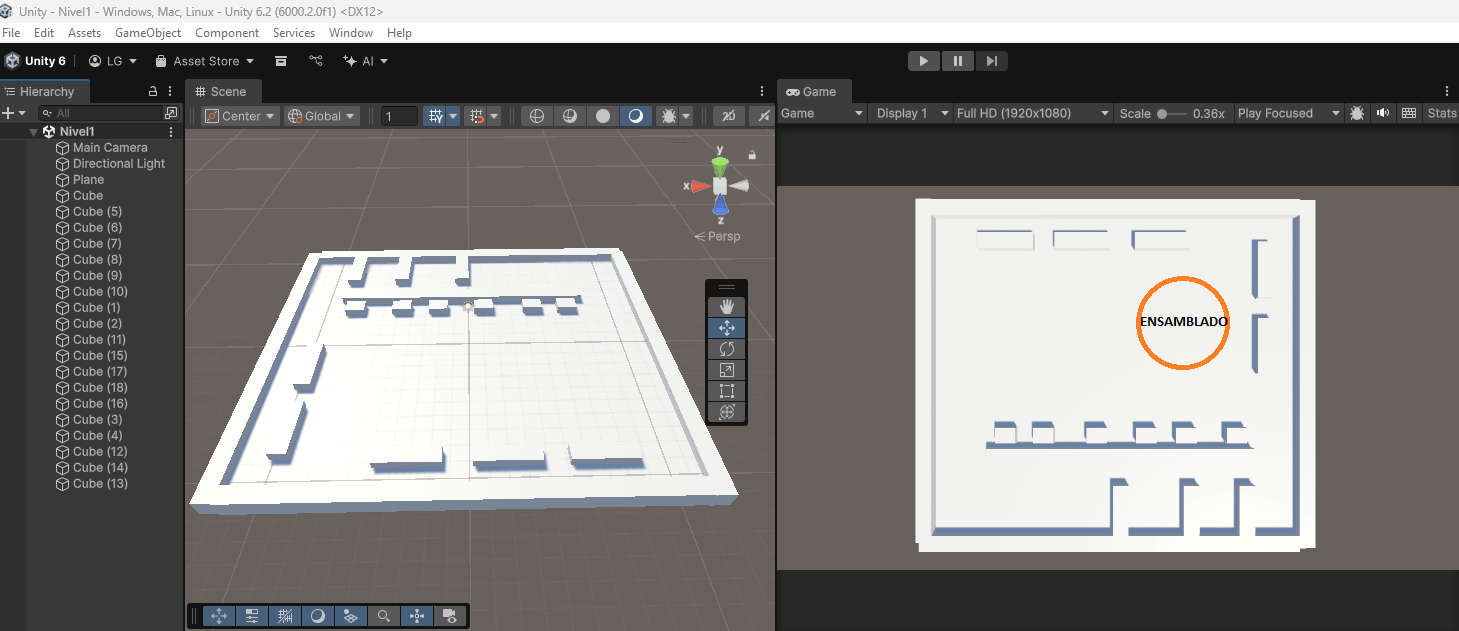 Unity - Nivel1 - Windows, Mac, Linux - Unity 6.2 (6000.2.0f1) <DX12>
File Edit Assets GameObject Component Services Window Help
Unity 6 LG Asset Store AI
Hierarchy
All
Nivel1
Main Camera
Directional Light
Plane
Cube
Cube (5)
Cube (6)
Cube (7)
Cube (8)
Cube (9)
Cube (10)
Cube (1)
Cube (2)
Cube (11)
Cube (15)
Cube (17)
Cube (18)
Cube (16)
Cube (3)
Cube (4)
Cube (12)
Cube (14)
Cube (13)
Scene
Center Global 1 2D
y
x
z
Persp
Game
Game Display 1 Full HD (1920x1080) Scale 0.36x Play Focused Stats
ENSAMBLADO